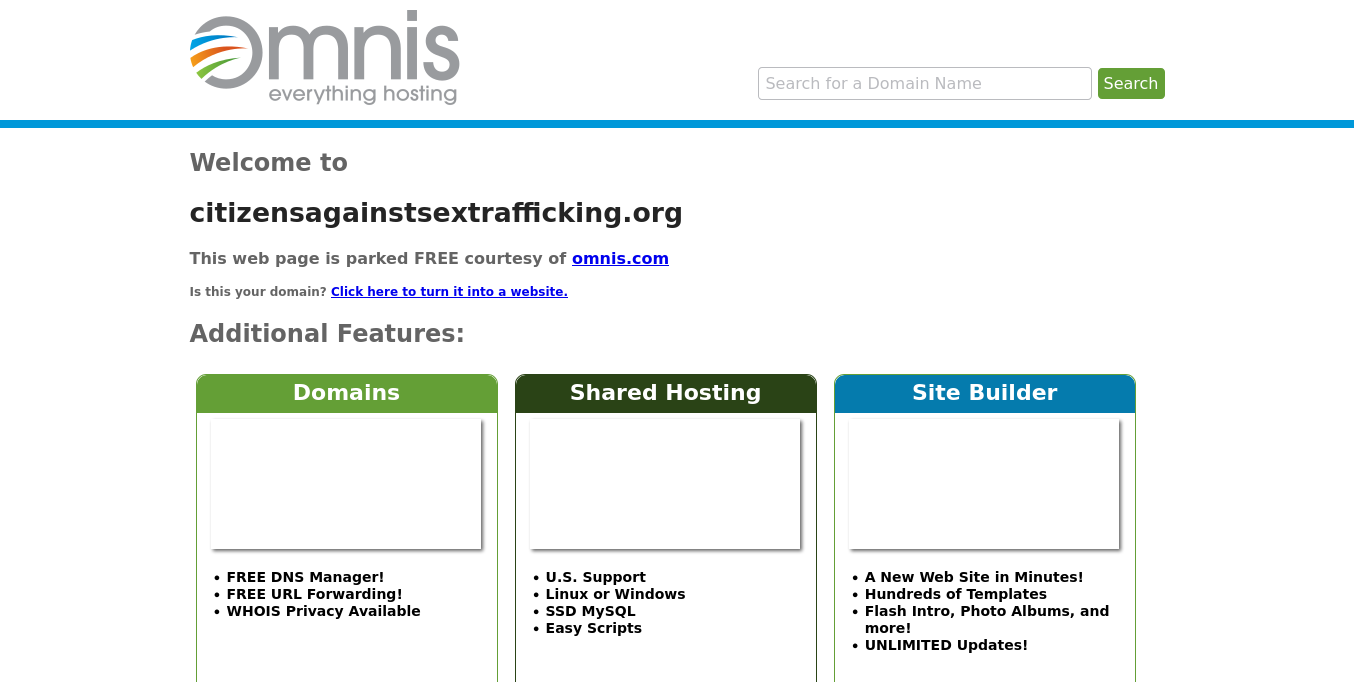 Omnis
everything hosting
Search for a Domain Name
Search
Welcome to
citizensagainstsextrafficking.org
This web page is parked FREE courtesy of omnis.com
Is this your domain? Click here to turn it into a website.
Additional Features:
Domains
• FREE DNS Manager!
• FREE URL Forwarding!
• WHOIS Privacy Available
Shared Hosting
• U.S. Support
• Linux or Windows
• SSD MySQL
• Easy Scripts
Site Builder
• A New Web Site in Minutes!
• Hundreds of Templates
• Flash Intro, Photo Albums, and
more!
• UNLIMITED Updates!